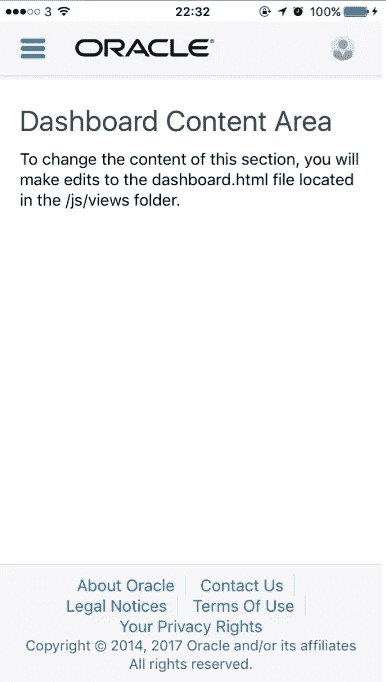 3 22:32 100%
ORACLE
Dashboard Content Area
To change the content of this section, you will
make edits to the dashboard.html file located
in the /js/views folder.
About Oracle Contact Us
Legal Notices Terms Of Use
Your Privacy Rights
Copyright © 2014, 2017 Oracle and/or its affiliates
All rights reserved.